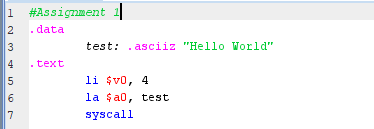 1 #Assignment 1
2 .data
3 test: .asciiz "Hello World"
4 .text
5 li $v0, 4
6 la $a0, test
7 syscall